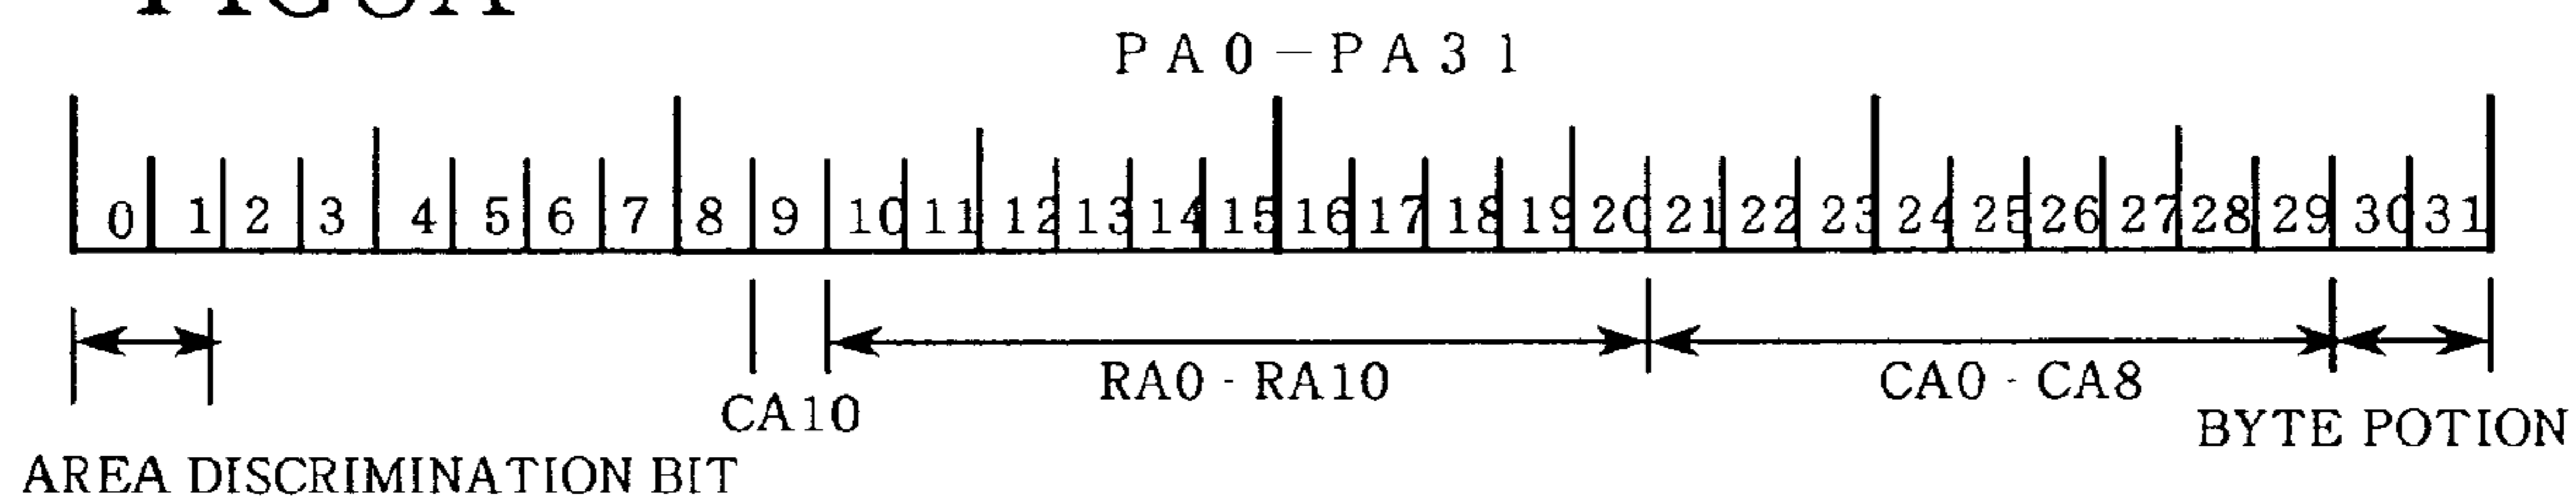 PA0-PA31
0 1 2 3 4 5 6 7 8 9 10 11 12 13 14 15 16 17 18 19 20 21 22 23 24 25 26 27 28 29 30 31
RA0 - RA10
CA0 - CA8
CA10
BYTE POTION
AREA DISCRIMINATION BIT